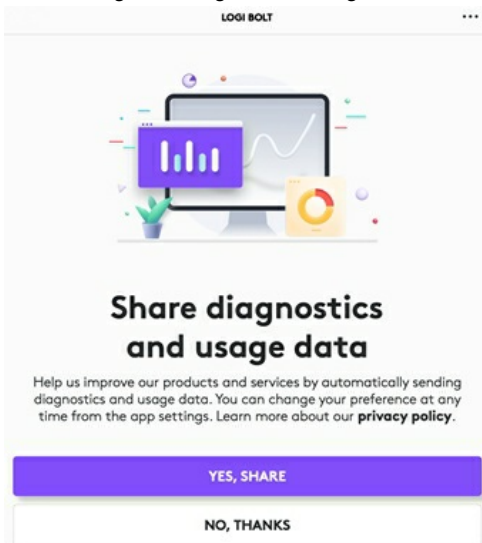 LOGI BOLT
Share diagnostics
and usage data
Help us improve our products and services by automatically sending
diagnostics and usage data. You can change your preference at any
time from the app settings. Learn more about our privacy policy.
YES, SHARE
NO, THANKS